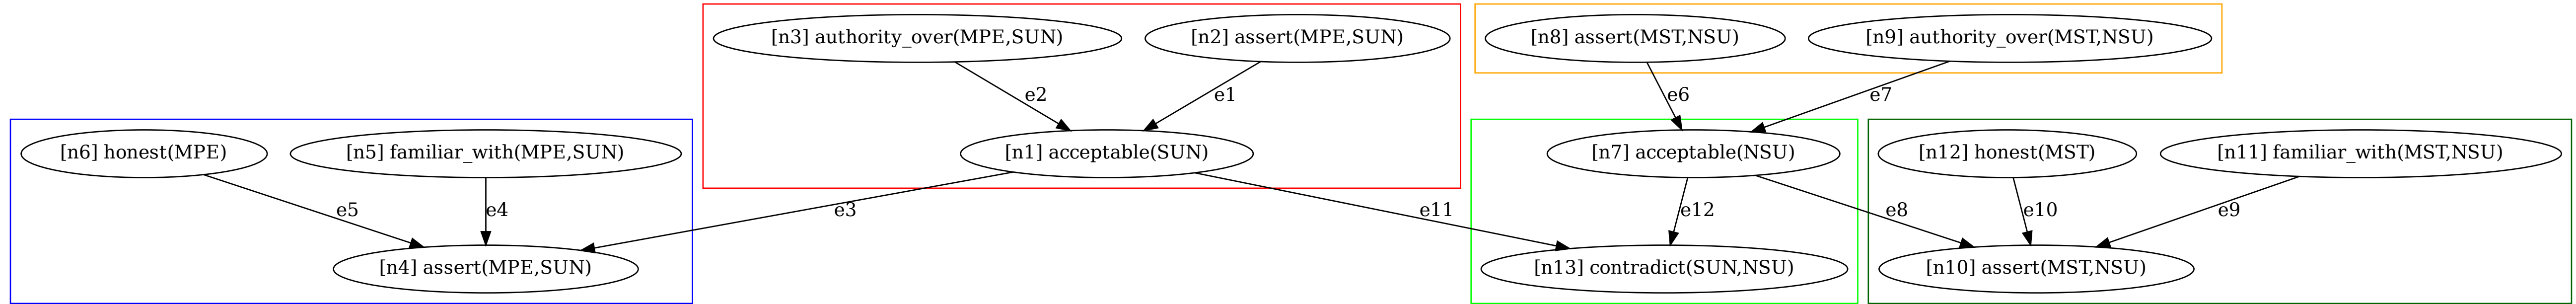 [n3] authority_over(MPE,SUN)
[n2] assert(MPE,SUN)
[n8] assert(MST,NSU)
[n9] authority_over(MST,NSU)
e2
e1
e6
e7
[n6] honest(MPE)
[n5] familiar_with(MPE,SUN)
[n1] acceptable(SUN)
[n7] acceptable(NSU)
[n12] honest(MST)
[n11] familiar_with(MST,NSU)
e5
e4
e3
e11
e12
e8
e10
e9
[n4] assert(MPE,SUN)
[n13] contradict(SUN,NSU)
[n10] assert(MST,NSU)